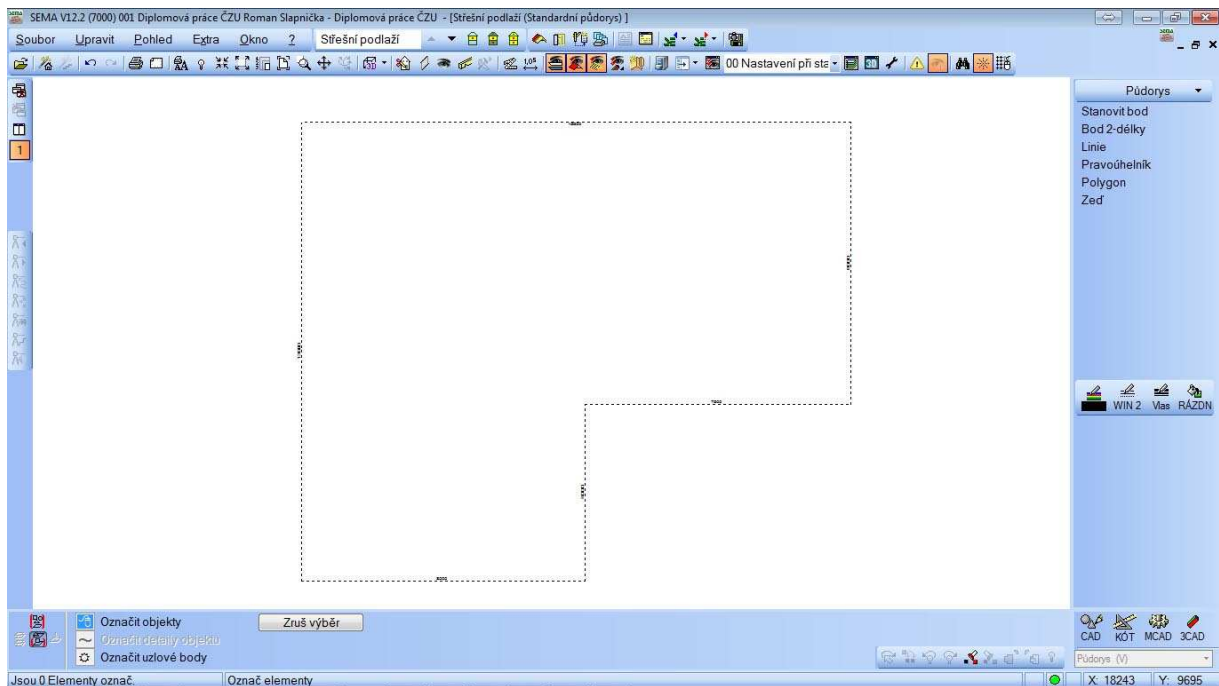 SEMA V12.2 (7000) 001 Diplomová práce ČZU Roman Slapnička - Diplomová práce ČZU - [Střešní podlaží (Standardní půdorys) ]
Soubor Upravit Pohled Extra Okno ? Střešní podlaží
00 Nastavení při sta
1
Půdorys
Stanovit bod
Bod 2-délky
Linie
Pravoúhelník
Polygon
Zeď
WIN 2 Vlas RÁZDN
Označit objekty Zruš výběr
Označit detaily objektu
Označit uzlové body
CAD KÓT MCAD 3CAD
Půdorys (V)
Jsou 0 Elementy označ. Označ elementy X: 18243 Y: 9695